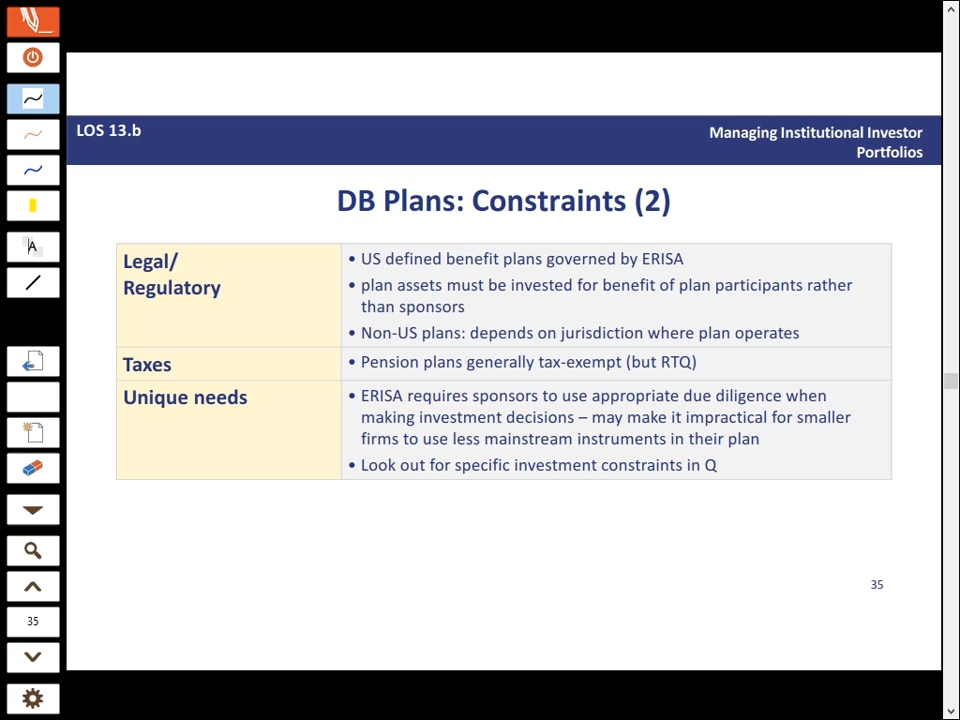 LOS 13.b
Managing Institutional Investor
Portfolios
DB Plans: Constraints (2)
Legal/
Regulatory
• US defined benefit plans governed by ERISA
• plan assets must be invested for benefit of plan participants rather
than sponsors
• Non-US plans: depends on jurisdiction where plan operates
Taxes
• Pension plans generally tax-exempt (but RTQ)
Unique needs
• ERISA requires sponsors to use appropriate due diligence when
making investment decisions – may make it impractical for smaller
firms to use less mainstream instruments in their plan
• Look out for specific investment constraints in Q
35
A
35